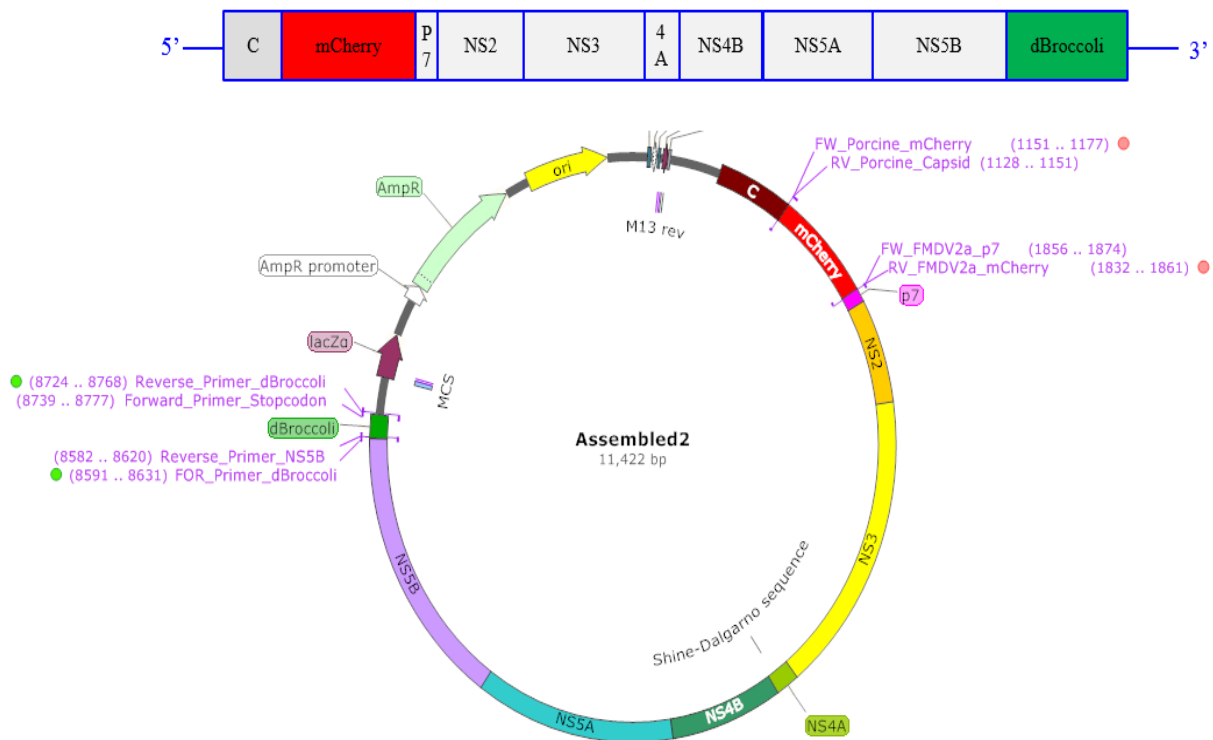 5’ C mCherry P7 NS2 NS3 4A NS4B NS5A NS5B dBroccoli 3’
FW_Porcine_mCherry (1151 .. 1177)
RV_Porcine_Capsid (1128 .. 1151)
ori
AmpR
M13 rev
C
mCherry
AmpR promoter
FW_FMDV2a_p7 (1856 .. 1874)
RV_FMDV2a_mCherry (1832 .. 1861)
p7
lacZα
NS2
MCS
(8724 .. 8768) Reverse_Primer_dBroccoli
(8739 .. 8777) Forward_Primer_Stopcodon
dBroccoli
(8582 .. 8620) Reverse_Primer_NS5B
(8591 .. 8631) FOR_Primer_dBroccoli
Assembled2
11,422 bp
NS3
NS5B
Shine-Dalgarno sequence
NS4A
NS4B
NS5A